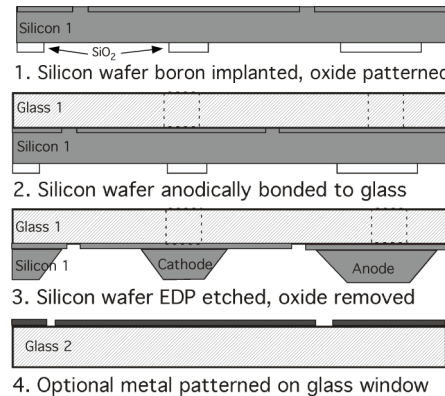 Silicon 1
SiO2
1. Silicon wafer boron implanted, oxide patterned
Glass 1
Silicon 1
2. Silicon wafer anodically bonded to glass
Glass 1
Silicon 1 Cathode Anode
3. Silicon wafer EDP etched, oxide removed
Glass 2
4. Optional metal patterned on glass window